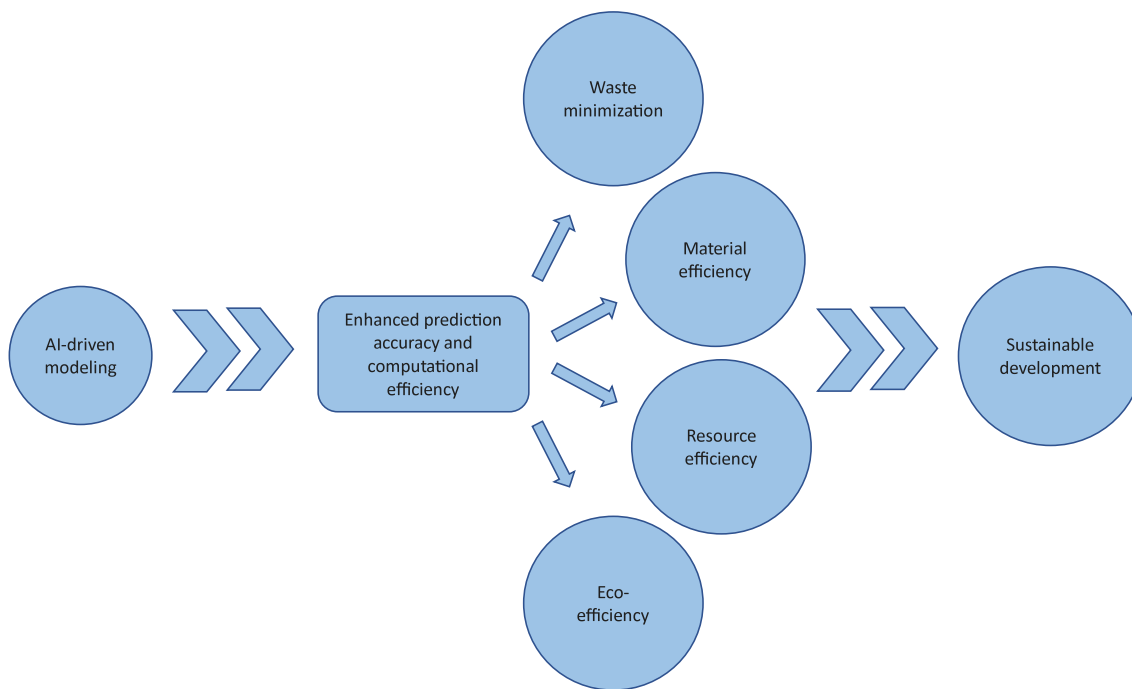 AI-driven
modeling
Enhanced prediction
accuracy and
computational
efficiency
Waste
minimization
Material
efficiency
Resource
efficiency
Eco-
efficiency
Sustainable
development